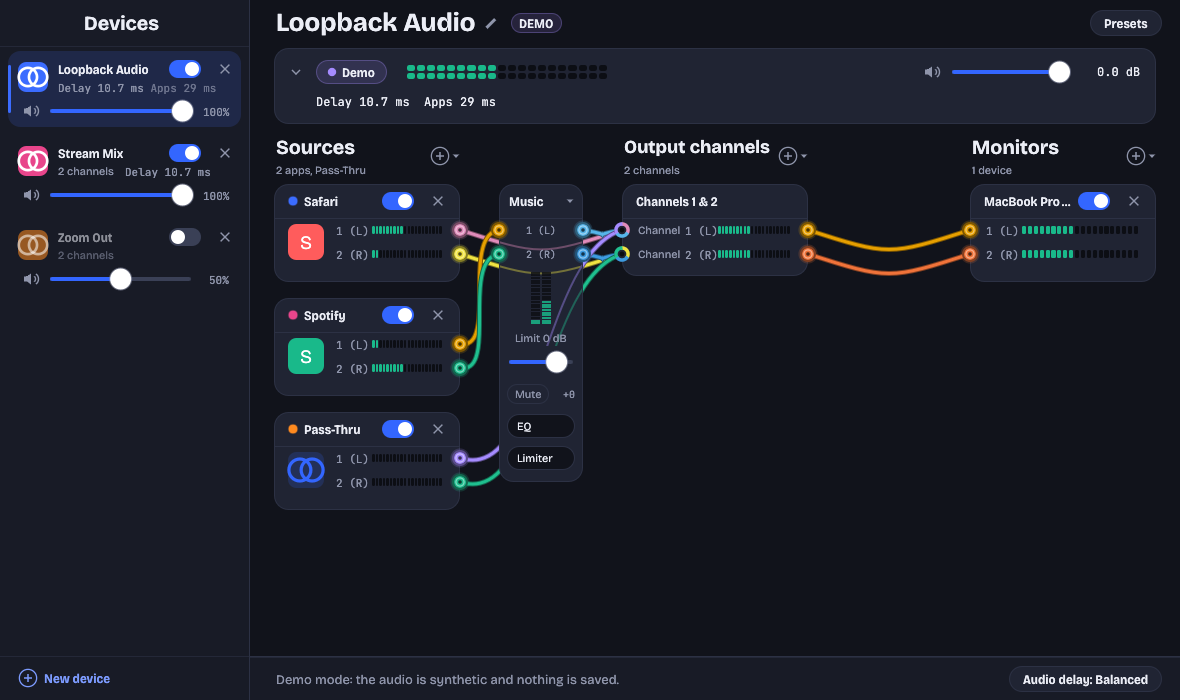 Devices
Loopback Audio
Delay 10.7 ms Apps 29 ms
100%
Stream Mix
2 channels Delay 10.7 ms
100%
Zoom Out
2 channels
50%
New device
Loopback Audio DEMO
Presets
Demo
0.0 dB
Delay 10.7 ms Apps 29 ms
Sources
2 apps, Pass-Thru
Output channels
2 channels
Monitors
1 device
Safari
S
1 (L)
2 (R)
Spotify
S
1 (L)
2 (R)
Pass-Thru
1 (L)
2 (R)
Music
1 (L)
2 (R)
Limit 0 dB
Mute +0
EQ
Limiter
Channels 1 & 2
Channel 1 (L)
Channel 2 (R)
MacBook Pro ...
1 (L)
2 (R)
Demo mode: the audio is synthetic and nothing is saved.
Audio delay: Balanced